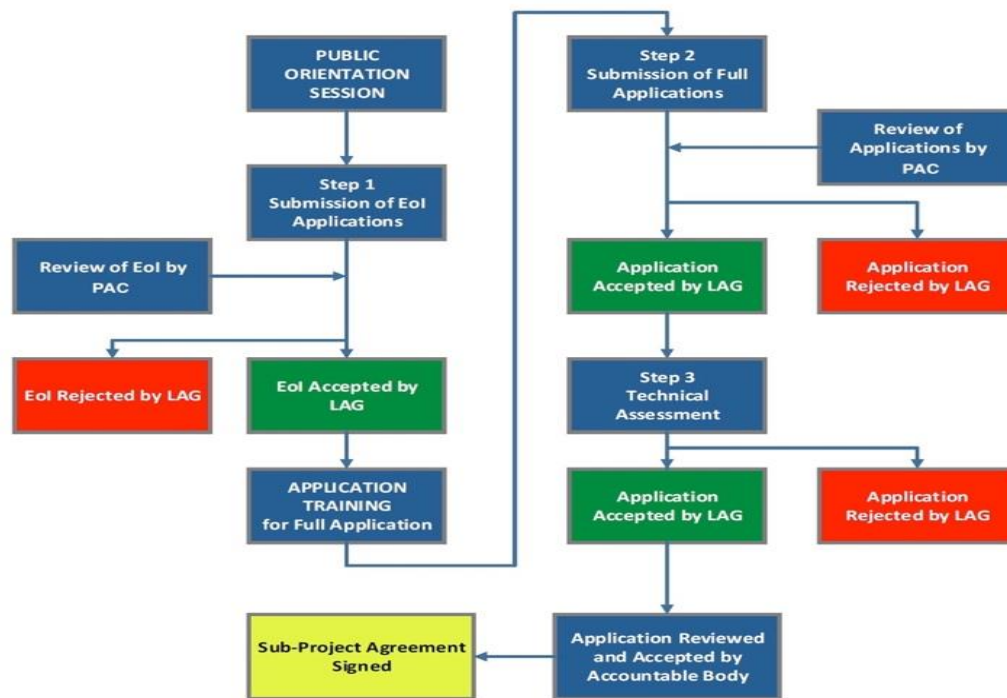 PUBLIC
ORIENTATION
SESSION
Step 1
Submission of EoI
Applications
Review of EoI by
PAC
EoI Rejected by LAG
EoI Accepted by
LAG
APPLICATION
TRAINING
for Full Application
Step 2
Submission of Full
Applications
Review of
Applications by
PAC
Application
Accepted by LAG
Application
Rejected by LAG
Step 3
Technical
Assessment
Application
Accepted by LAG
Application
Rejected by LAG
Application Reviewed
and Accepted by
Accountable Body
Sub-Project Agreement
Signed